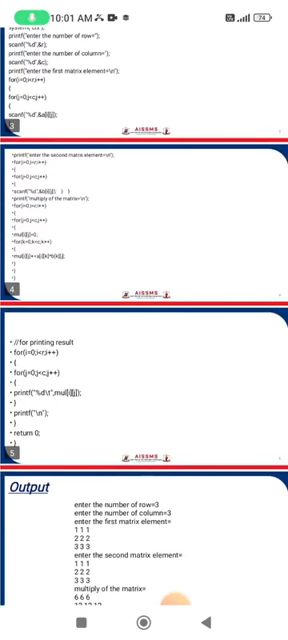 10:01 AM
74
system("cls");
printf("enter the number of row=");
scanf("%d",&r);
printf("enter the number of column=");
scanf("%d",&c);
printf("enter the first matrix element=\n");
for(i=0;i<r;i++)
{
for(j=0;j<c;j++)
{
scanf("%d",&a[i][j]);
3
AISSMS
•printf("enter the second matrix element=\n");
•for(i=0;i<r;i++)
•{
•for(j=0;j<c;j++)
•{
•scanf("%d",&b[i][j]); } }
•printf("multiply of the matrix=\n");
•for(i=0;i<r;i++)
•{
•for(j=0;j<c;j++)
•{
•mul[i][j]=0;
•for(k=0;k<c;k++)
•{
•mul[i][j]+=a[i][k]*b[k][j];
•}
•}
•}
4
AISSMS
• //for printing result
• for(i=0;i<r;i++)
• {
• for(j=0;j<c;j++)
• {
• printf("%d\t",mul[i][j]);
• }
• printf("\n");
• }
• return 0;
• }
5
AISSMS
Output
enter the number of row=3
enter the number of column=3
enter the first matrix element=
1 1 1
2 2 2
3 3 3
enter the second matrix element=
1 1 1
2 2 2
3 3 3
multiply of the matrix=
6 6 6
12 12 12